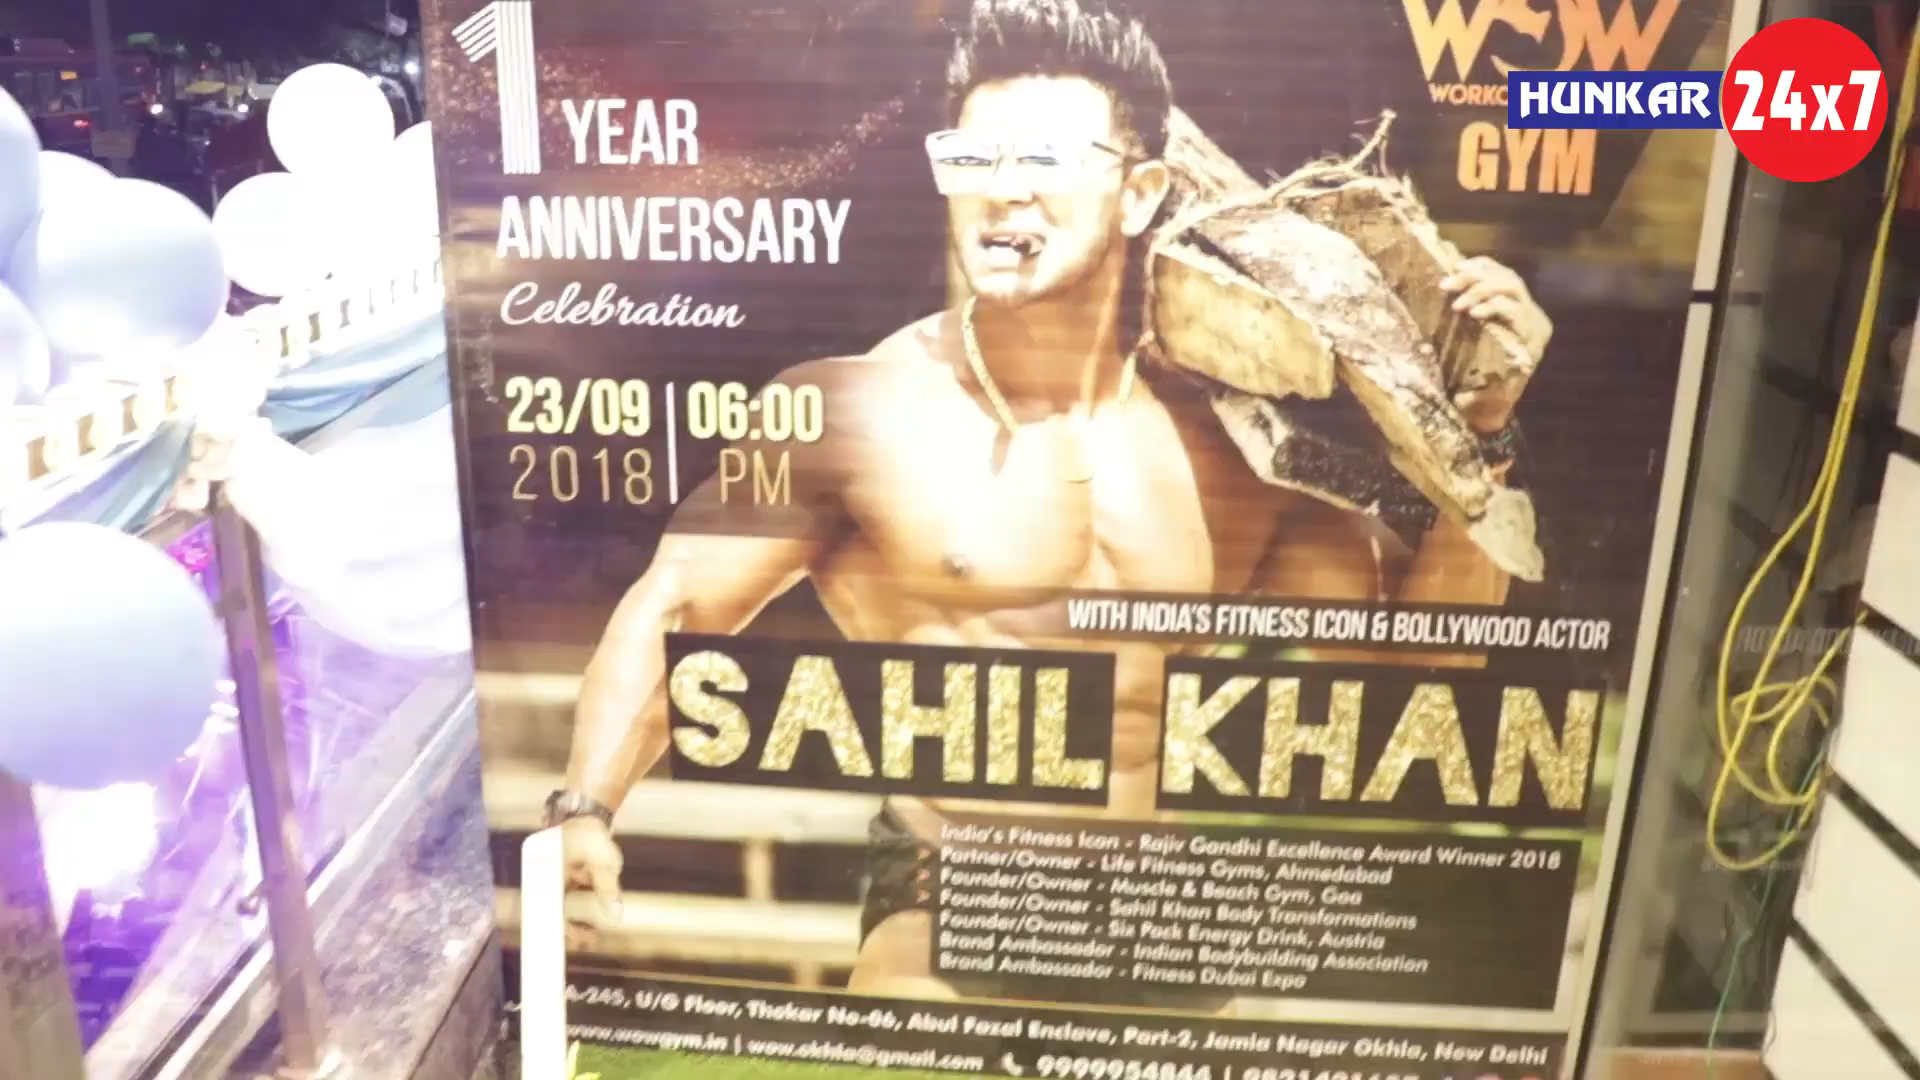 WOW
HUNKAR 24x7
GYM
1 YEAR
ANNIVERSARY
Celebration
23/09 | 06:00
2018 PM
WITH INDIA'S FITNESS ICON & BOLLYWOOD ACTOR
SAHIL KHAN
India's Fitness Icon - Rajiv Gandhi Excellence Award Winner 2018
Partner/Owner - Life Fitness Gyms, Ahmedabad
Founder/Owner - Muscle & Beach Gym, Goa
Founder/Owner - Sahil Khan Body Transformations
Founder/Owner - Six Pack Energy Drink, Austria
Brand Ambassador - Indian Bodybuilding Association
Brand Ambassador - Fitness Dubai Expo
A-245, U/G Floor, Thokar No-06, Abul Fazal Enclave, Part-2, Jamia Nagar Okhla, New Delhi
www.wowgym.in | wow.okhla@gmail.com 9999954844 |